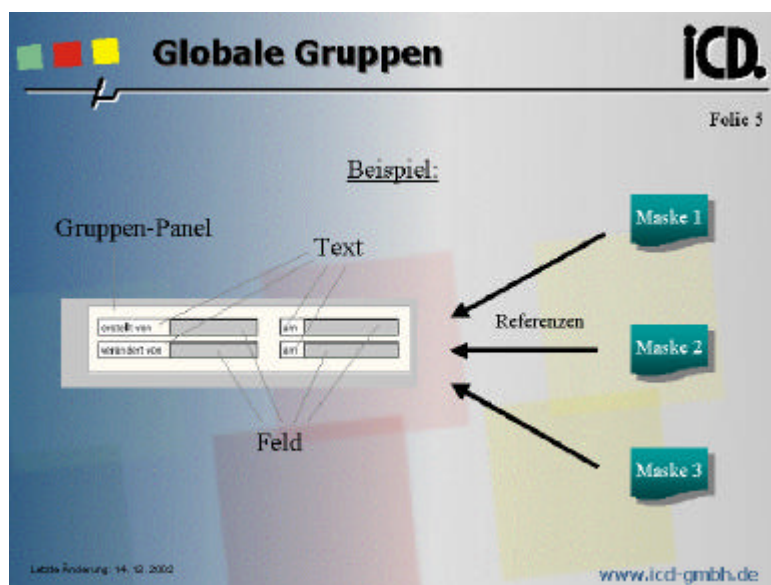 Globale Gruppen
iCD.
Folie 5
Beispiel:
Gruppen-Panel
Text
Maske 1
erstellt von
am
verändert von
am
Referenzen
Maske 2
Feld
Maske 3
Letzte Änderung: 14. 12. 2002
www.icd-gmbh.de